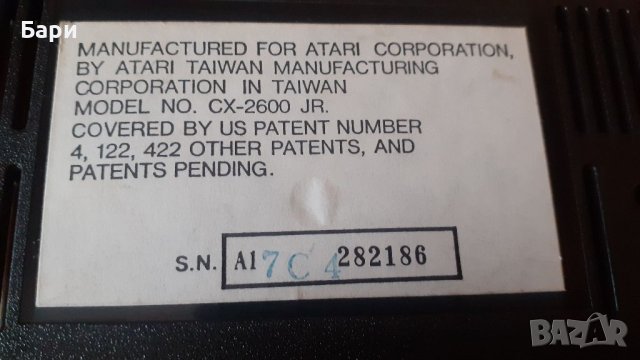 Бари
MANUFACTURED FOR ATARI CORPORATION,
BY ATARI TAIWAN MANUFACTURING
CORPORATION IN TAIWAN
MODEL NO. CX-2600 JR.
COVERED BY US PATENT NUMBER
4, 122, 422 OTHER PATENTS, AND
PATENTS PENDING.
S.N. A1 7C4 282186
BAZAR